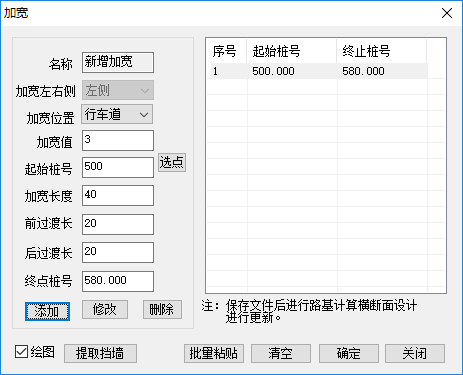 加宽
名称 新增加宽
加宽左右侧 左侧
加宽位置 行车道
加宽值 3
起始桩号 500 选点
加宽长度 40
前过渡长 20
后过渡长 20
终点桩号 580.000
添加 修改 删除
序号 起始桩号 终止桩号
1 500.000 580.000
注：保存文件后进行路基计算横断面设计
进行更新。
绘图 提取挡墙 批量粘贴 清空 确定 关闭